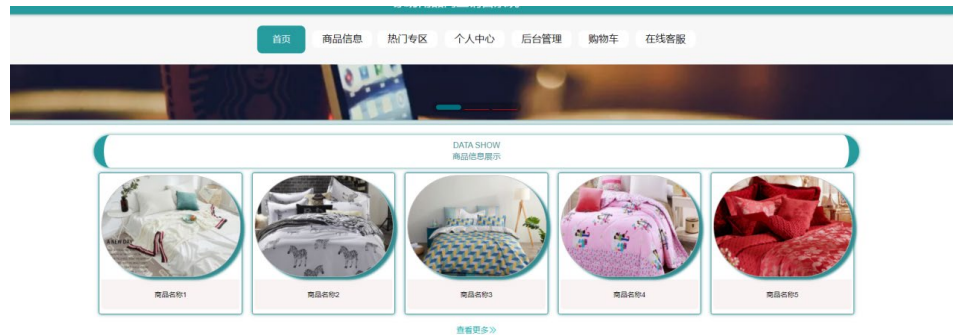 首页 商品信息 热门专区 个人中心 后台管理 购物车 在线客服
DATA SHOW
商品信息展示
商品名称1 商品名称2 商品名称3 商品名称4 商品名称5
查看更多》